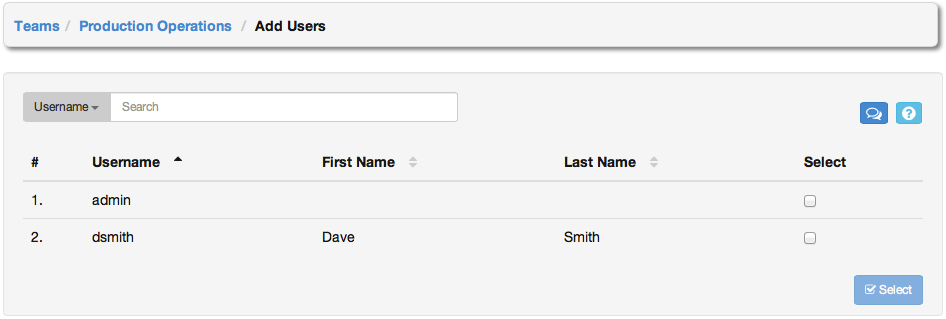 Teams / Production Operations / Add Users
Username Search
# Username First Name Last Name Select
1. admin
2. dsmith Dave Smith
Select